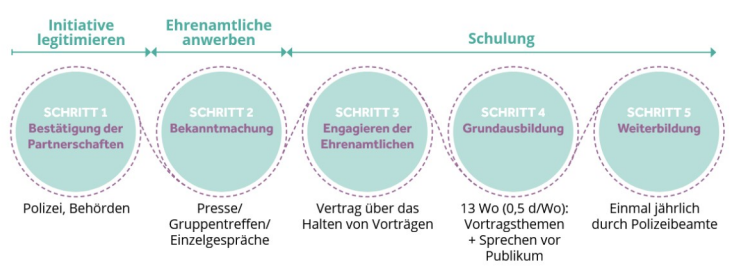 Initiative
legitimieren
Ehrenamtliche
anwerben
Schulung
SCHRITT 1
Bestätigung der
Partnerschaften
SCHRITT 2
Bekanntmachung
SCHRITT 3
Engagieren der
Ehrenamtlichen
SCHRITT 4
Grundausbildung
SCHRITT 5
Weiterbildung
Polizei, Behörden
Presse/
Gruppentreffen/
Einzelgespräche
Vertrag über das
Halten von Vorträgen
13 Wo (0,5 d/Wo):
Vortragsthemen
+ Sprechen vor
Publikum
Einmal jährlich
durch Polizeibeamte